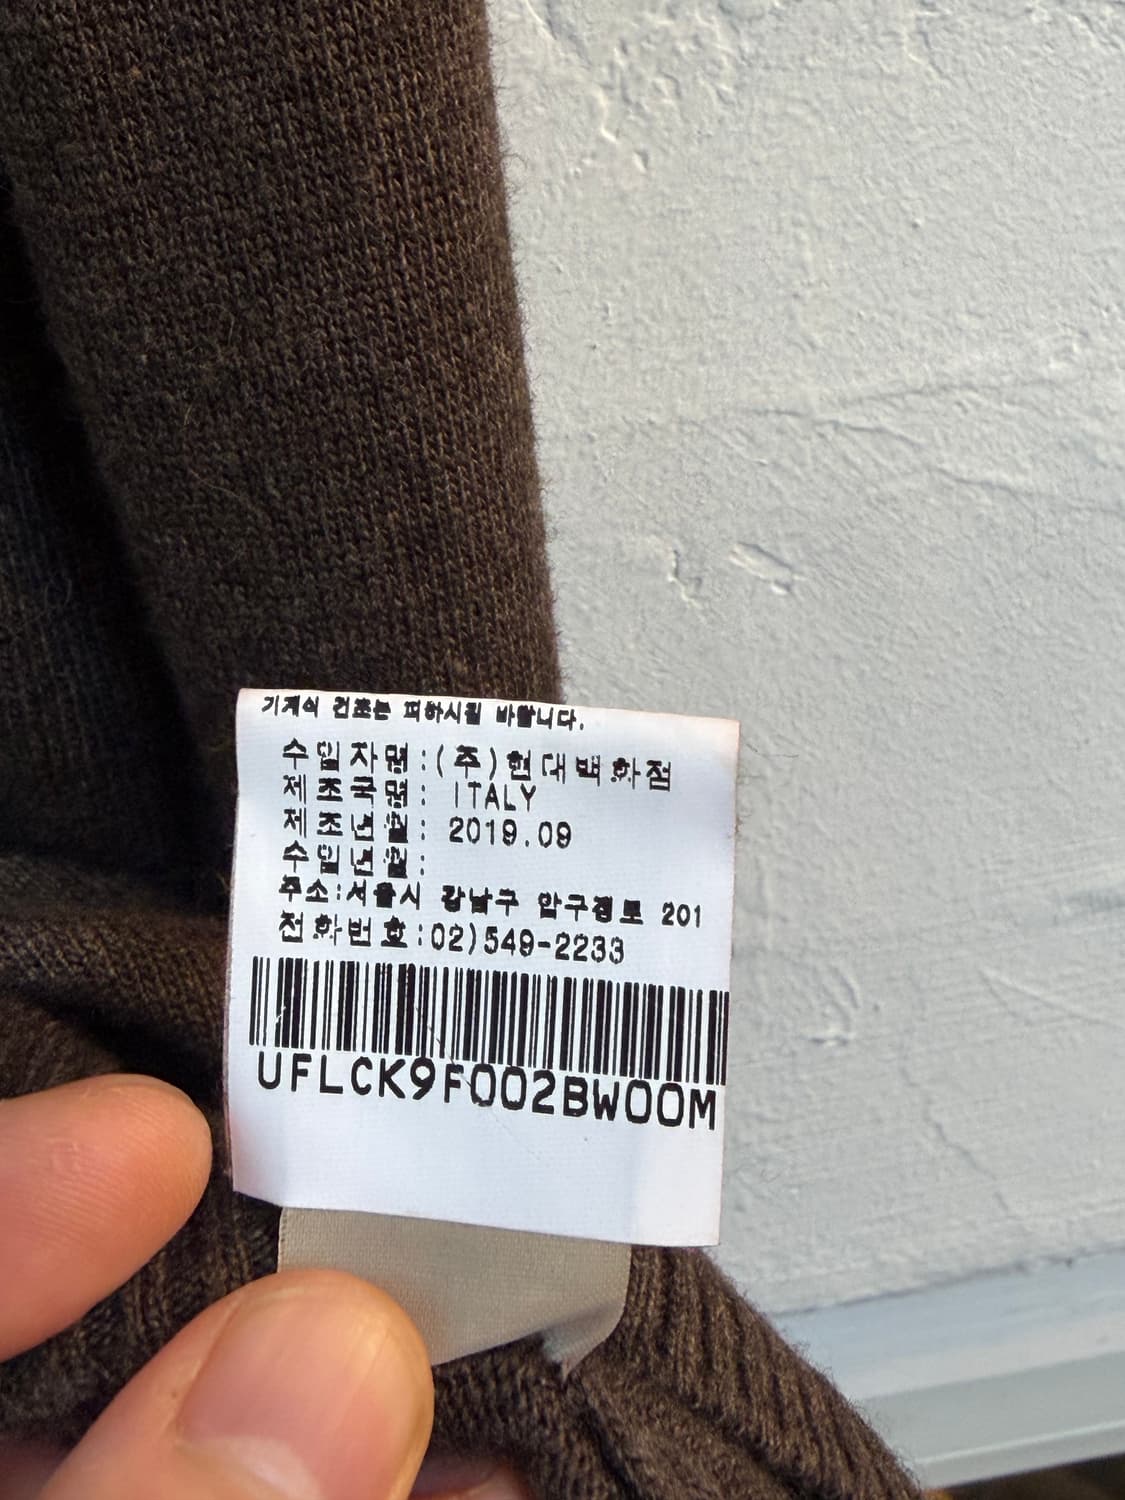 기계식 건조는 피하시길 바랍니다.
수입자명:(주)현대백화점
제조국명: ITALY
제조년월: 2019.09
수입년월:
주소:서울시 강남구 압구정로 201
전화번호:02)549-2233
UFLCK9F002BW00M